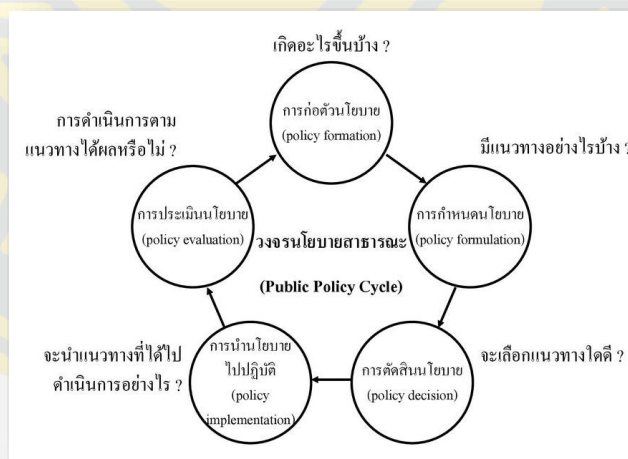 เกิดอะไรขึ้นบ้าง ?
การก่อตัวนโยบาย
(policy formation)
มีแนวทางอย่างไรบ้าง ?
การกำหนดนโยบาย
(policy formulation)
จะเลือกแนวทางใดดี ?
การตัดสินนโยบาย
(policy decision)
การนำนโยบาย
ไปปฏิบัติ
(policy
implementation)
จะนำแนวทางที่ได้ไป
ดำเนินการอย่างไร ?
การประเมินนโยบาย
(policy evaluation)
การดำเนินการตาม
แนวทางได้ผลหรือไม่ ?
วงจรนโยบายสาธารณะ
(Public Policy Cycle)